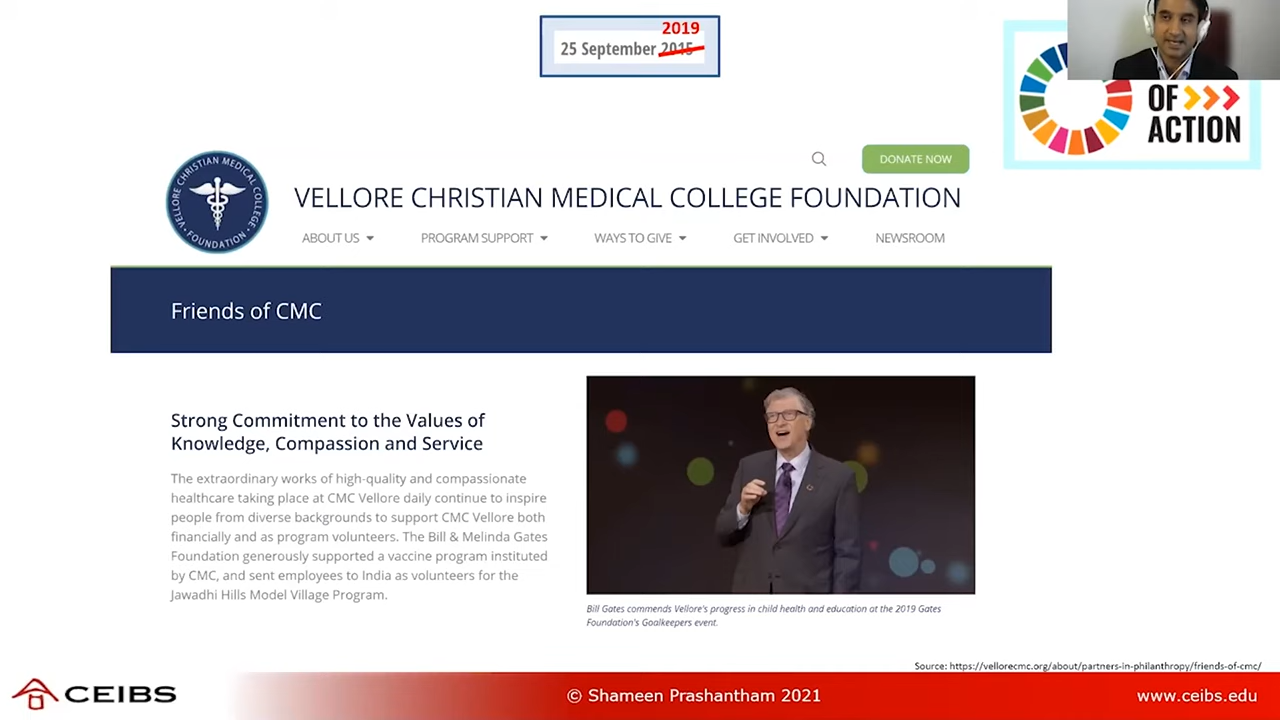 2019
25 September 2015
OF >>>
ACTION
VELLORE CHRISTIAN MEDICAL COLLEGE
FOUNDATION
DONATE NOW
VELLORE CHRISTIAN MEDICAL COLLEGE FOUNDATION
ABOUT US PROGRAM SUPPORT WAYS TO GIVE GET INVOLVED NEWSROOM
Friends of CMC
Strong Commitment to the Values of
Knowledge, Compassion and Service
The extraordinary works of high-quality and compassionate
healthcare taking place at CMC Vellore daily continue to inspire
people from diverse backgrounds to support CMC Vellore both
financially and as program volunteers. The Bill & Melinda Gates
Foundation generously supported a vaccine program instituted
by CMC, and sent employees to India as volunteers for the
Jawadhi Hills Model Village Program.
Bill Gates commends Vellore's progress in child health and education at the 2019 Gates
Foundation's Goalkeepers event.
Source: https://vellorecmc.org/about/partners-in-philanthropy/friends-of-cmc/
CEIBS
© Shameen Prashantham 2021
www.ceibs.edu